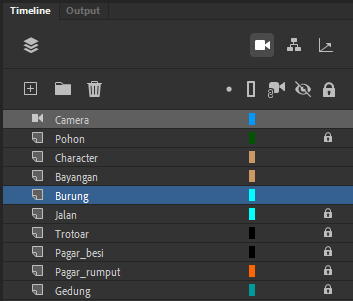 Timeline Output
Camera
Pohon
Character
Bayangan
Burung
Jalan
Trotoar
Pagar_besi
Pagar_rumput
Gedung